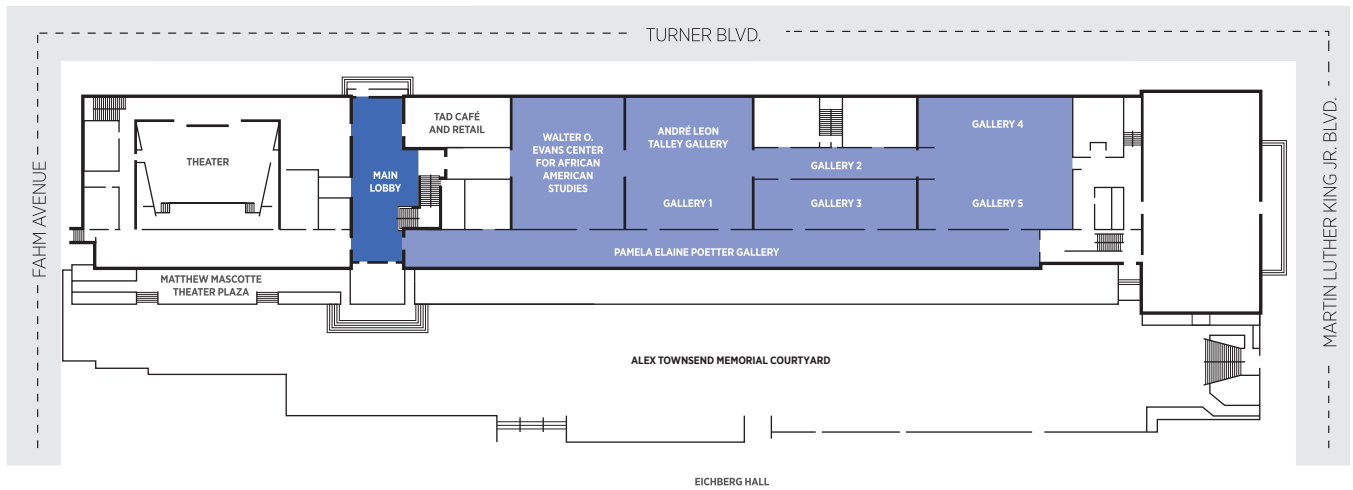 TURNER BLVD.
FAHM AVENUE
MARTIN LUTHER KING JR. BLVD.
THEATER
MAIN
LOBBY
TAD CAFÉ
AND RETAIL
WALTER O.
EVANS CENTER
FOR AFRICAN
AMERICAN
STUDIES
ANDRÉ LEON
TALLEY GALLERY
GALLERY 1
GALLERY 2
GALLERY 3
GALLERY 4
GALLERY 5
PAMELA ELAINE POETTER GALLERY
MATTHEW MASCOTTE
THEATER PLAZA
ALEX TOWNSEND MEMORIAL COURTYARD
EICHBERG HALL